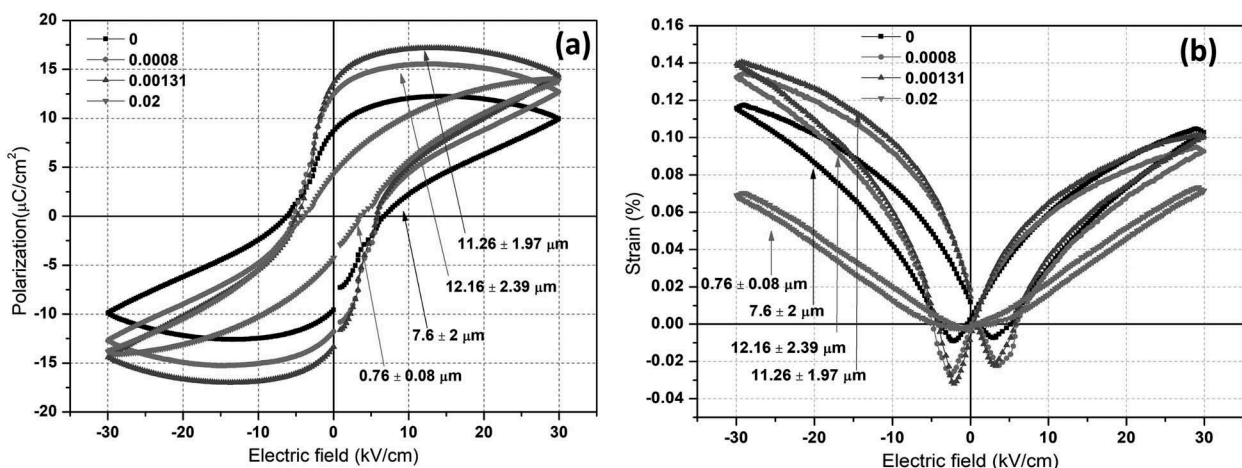 (a)
0
0.0008
0.00131
0.02
20
15
10
5
0
-5
-10
-15
-20
Polarization(μC/cm²)
11.26 ± 1.97 μm
12.16 ± 2.39 μm
7.6 ± 2 μm
0.76 ± 0.08 μm
-30 -20 -10 0 10 20 30
Electric field (kV/cm)
(b)
0
0.0008
0.00131
0.02
0.16
0.14
0.12
0.10
0.08
0.06
0.04
0.02
0.00
-0.02
-0.04
Strain (%)
0.76 ± 0.08 μm
7.6 ± 2 μm
12.16 ± 2.39 μm
11.26 ± 1.97 μm
-30 -20 -10 0 10 20 30
Electric field (kV/cm)